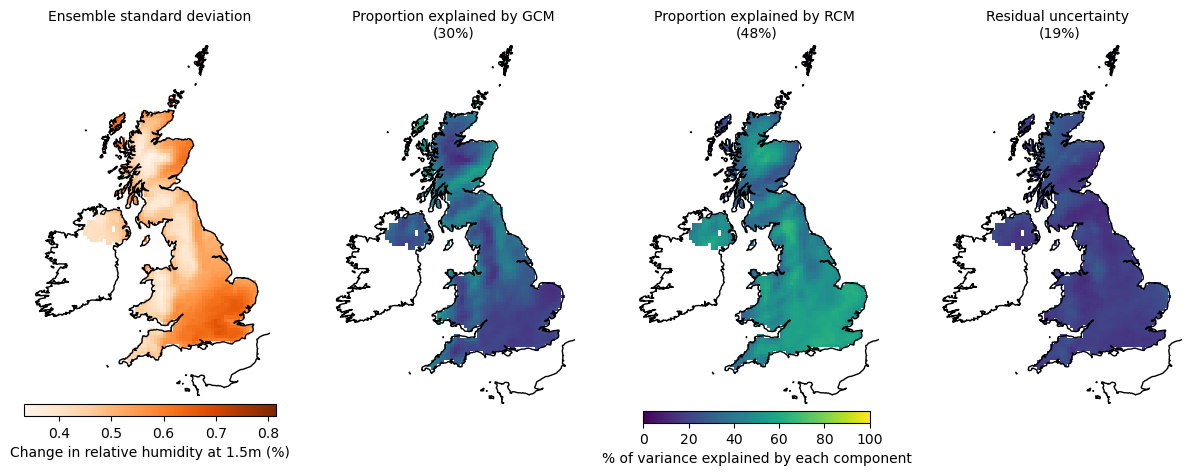 Ensemble standard deviation
Proportion explained by GCM
(30%)
Proportion explained by RCM
(48%)
Residual uncertainty
(19%)
0.4 0.5 0.6 0.7 0.8
Change in relative humidity at 1.5m (%)
0 20 40 60 80 100
% of variance explained by each component